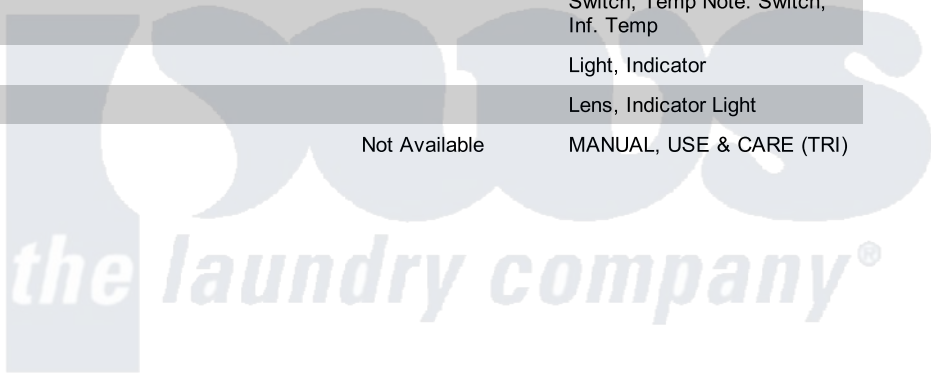 Switch, Temp Note: Switch,
Inf. Temp
Light, Indicator
Lens, Indicator Light
Not Available MANUAL, USE & CARE (TRI)
the laundry company®